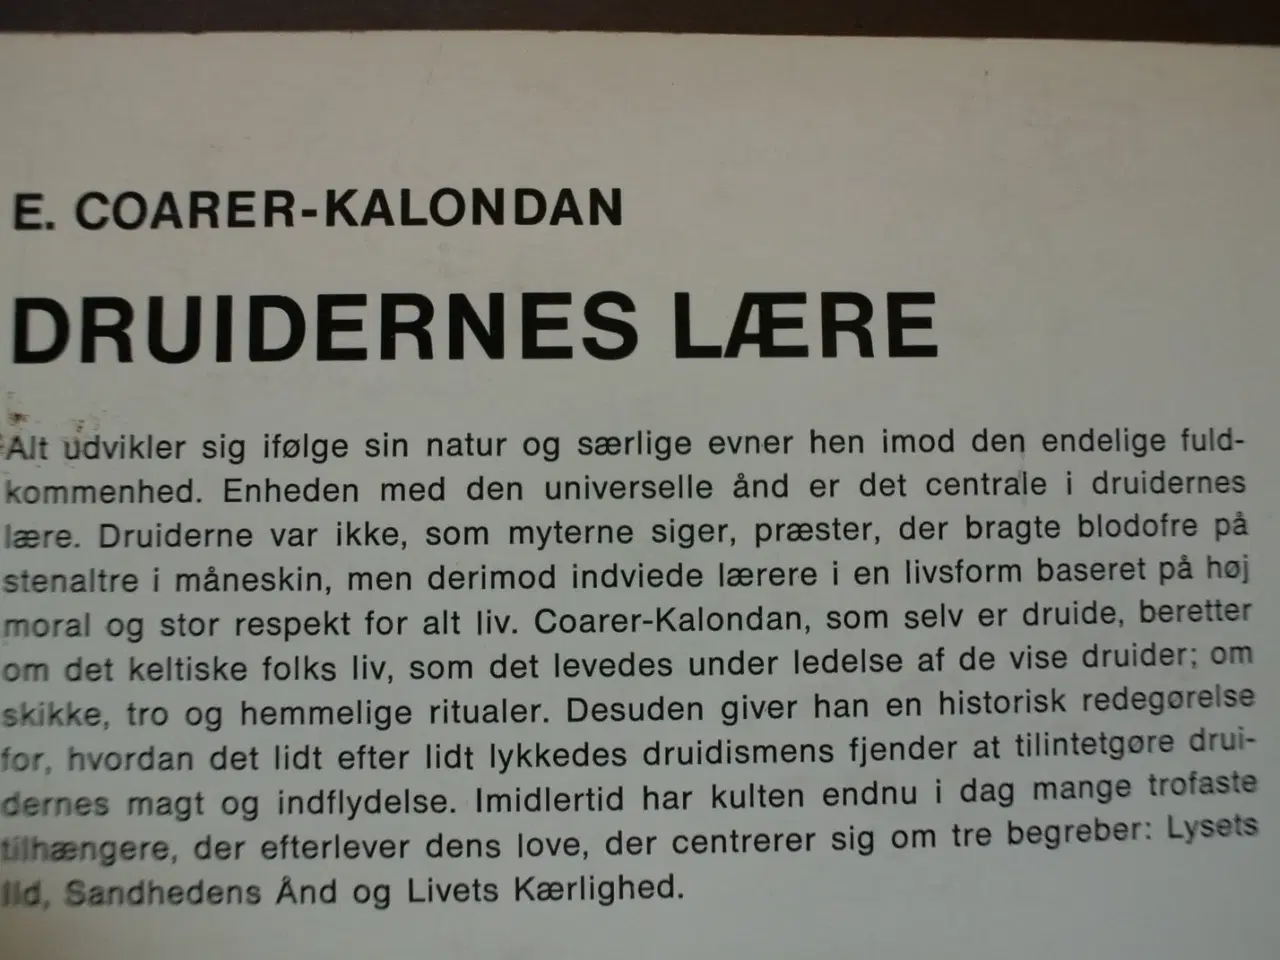 E. COARER-KALONDAN
DRUIDERNES LÆRE
Alt udvikler sig ifølge sin natur og særlige evner hen imod den endelige fuld-
kommenhed. Enheden med den universelle ånd er det centrale i druidernes
lære. Druiderne var ikke, som myterne siger, præster, der bragte blodofre på
stenaltre i måneskin, men derimod indviede lærere i en livsform baseret på høj
moral og stor respekt for alt liv. Coarer-Kalondan, som selv er druide, beretter
om det keltiske folks liv, som det levedes under ledelse af de vise druider; om
skikke, tro og hemmelige ritualer. Desuden giver han en historisk redegørelse
for, hvordan det lidt efter lidt lykkedes druidismens fjender at tilintetgøre drui-
dernes magt og indflydelse. Imidlertid har kulten endnu i dag mange trofaste
tilhængere, der efterlever dens love, der centrerer sig om tre begreber: Lysets
Ild, Sandhedens Ånd og Livets Kærlighed.